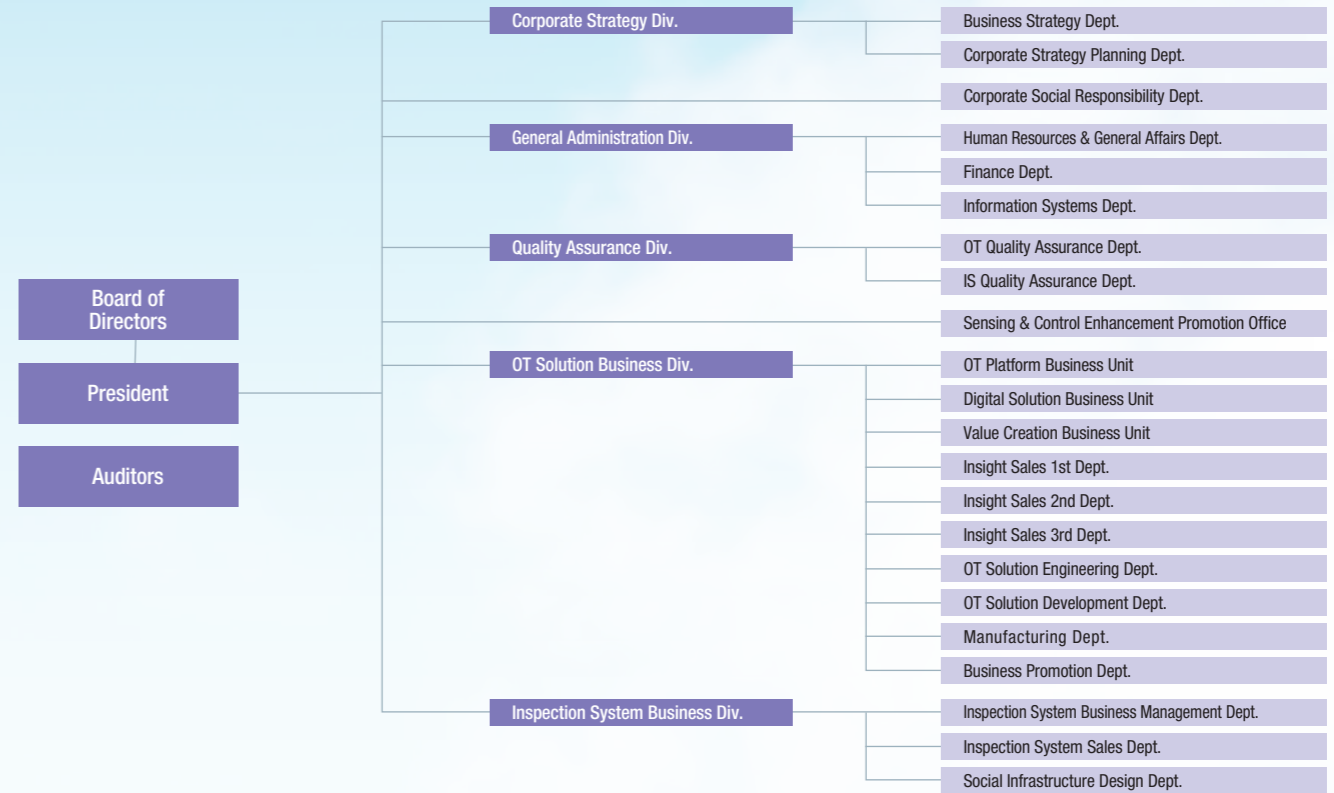 Board of
Directors
President
Auditors
Corporate Strategy Div.
Business Strategy Dept.
Corporate Strategy Planning Dept.
Corporate Social Responsibility Dept.
General Administration Div.
Human Resources & General Affairs Dept.
Finance Dept.
Information Systems Dept.
Quality Assurance Div.
OT Quality Assurance Dept.
IS Quality Assurance Dept.
Sensing & Control Enhancement Promotion Office
OT Solution Business Div.
OT Platform Business Unit
Digital Solution Business Unit
Value Creation Business Unit
Insight Sales 1st Dept.
Insight Sales 2nd Dept.
Insight Sales 3rd Dept.
OT Solution Engineering Dept.
OT Solution Development Dept.
Manufacturing Dept.
Business Promotion Dept.
Inspection System Business Div.
Inspection System Business Management Dept.
Inspection System Sales Dept.
Social Infrastructure Design Dept.